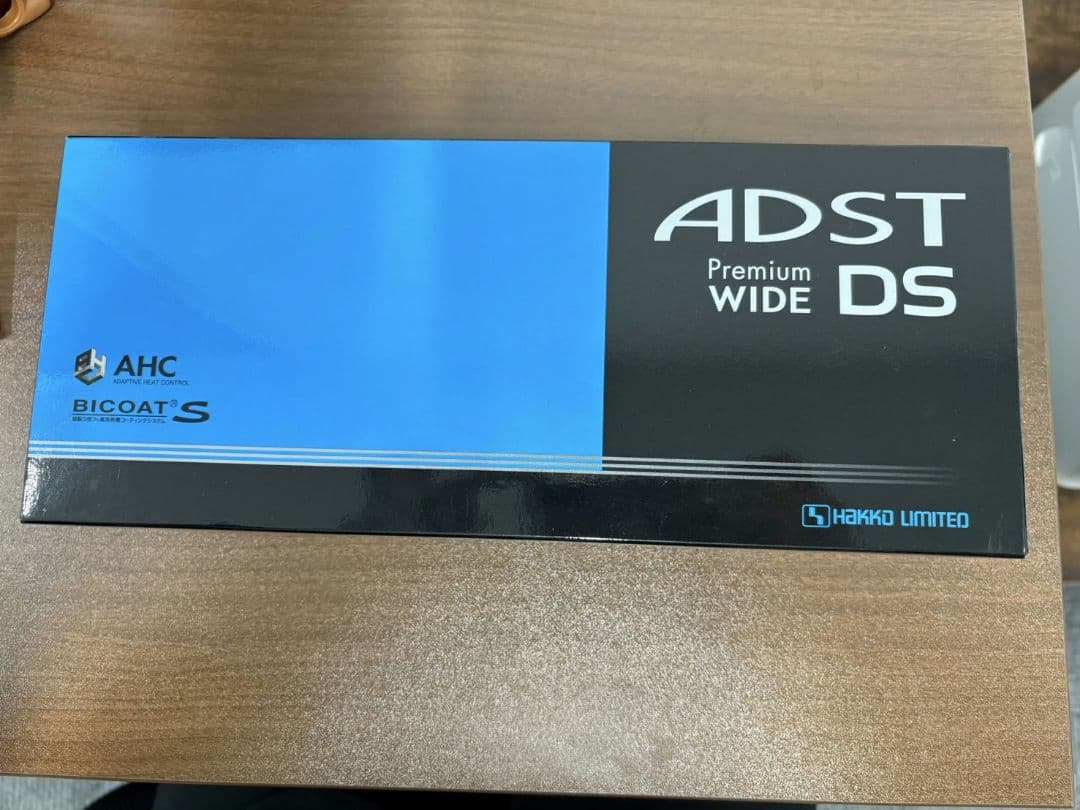 ADST
Premium
WIDE DS
AHC
ADAPTIVE HEAT CONTROL
BICOAT® S
HAKKO LIMITED